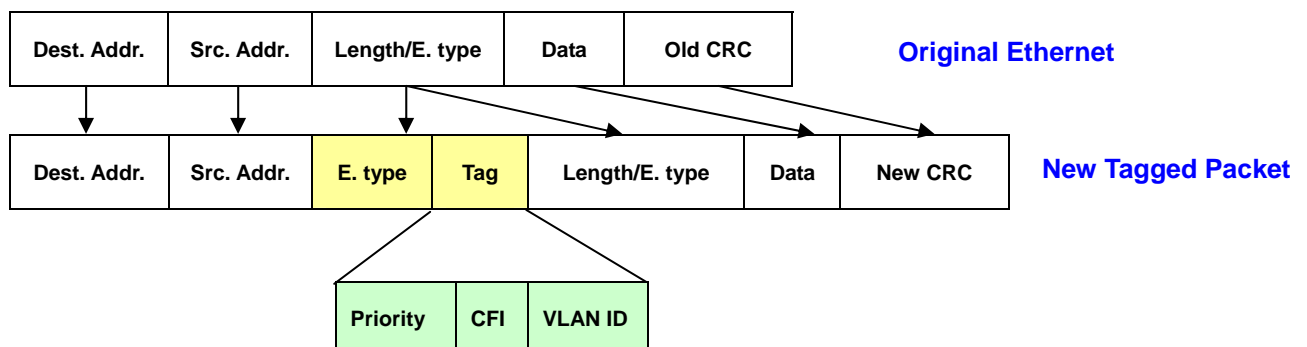 Dest. Addr. Src. Addr. Length/E. type Data Old CRC Original Ethernet
Dest. Addr. Src. Addr. E. type Tag Length/E. type Data New CRC New Tagged Packet
Priority CFI VLAN ID